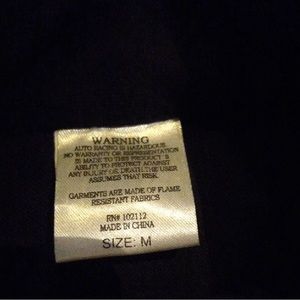 WARNING
AUTO RACING IS HAZARDOUS
NO WARRANTY OR REPRESENTATION
IS MADE TO THIS PRODUCT'S
ABILITY TO PROTECT AGAINST
ANY INJURY OR DEATH. THE USER
ASSUMES THAT RISK.
GARMENTS ARE MADE OF FLAME
RESISTANT FABRICS
RN# 102112
MADE IN CHINA
SIZE: M